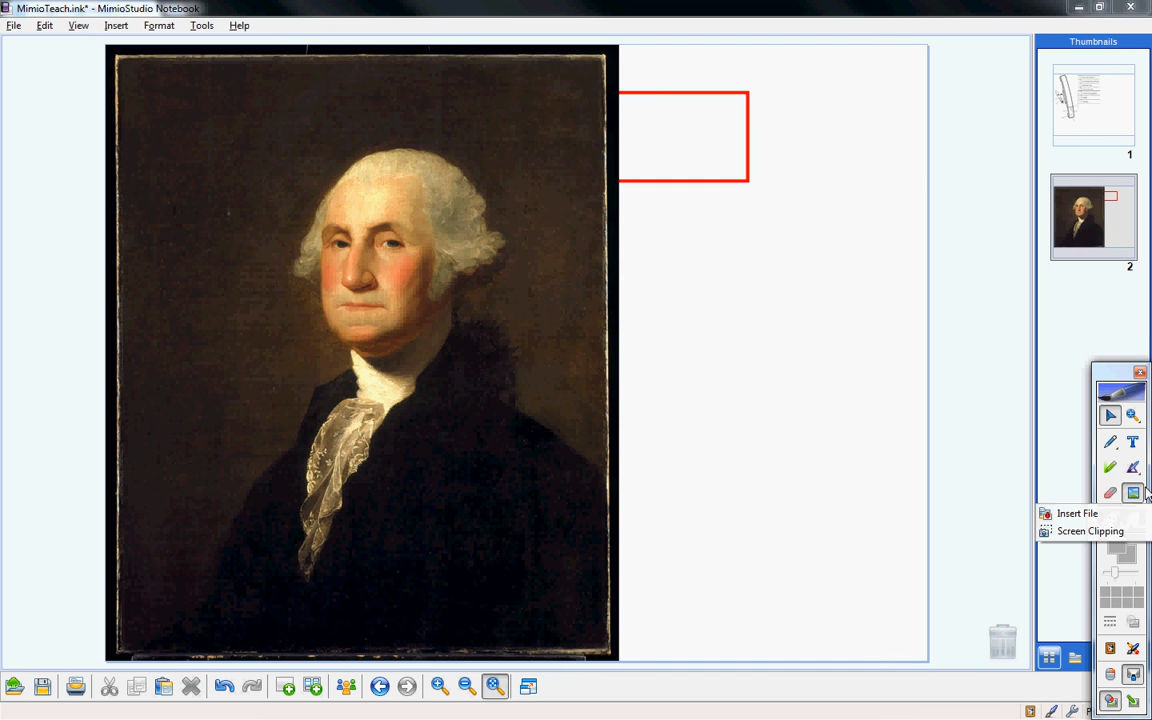 MimioTeach.ink* - MimioStudio Notebook
File Edit View Insert Format Tools Help
Thumbnails
1
2
Insert File
Screen Clipping